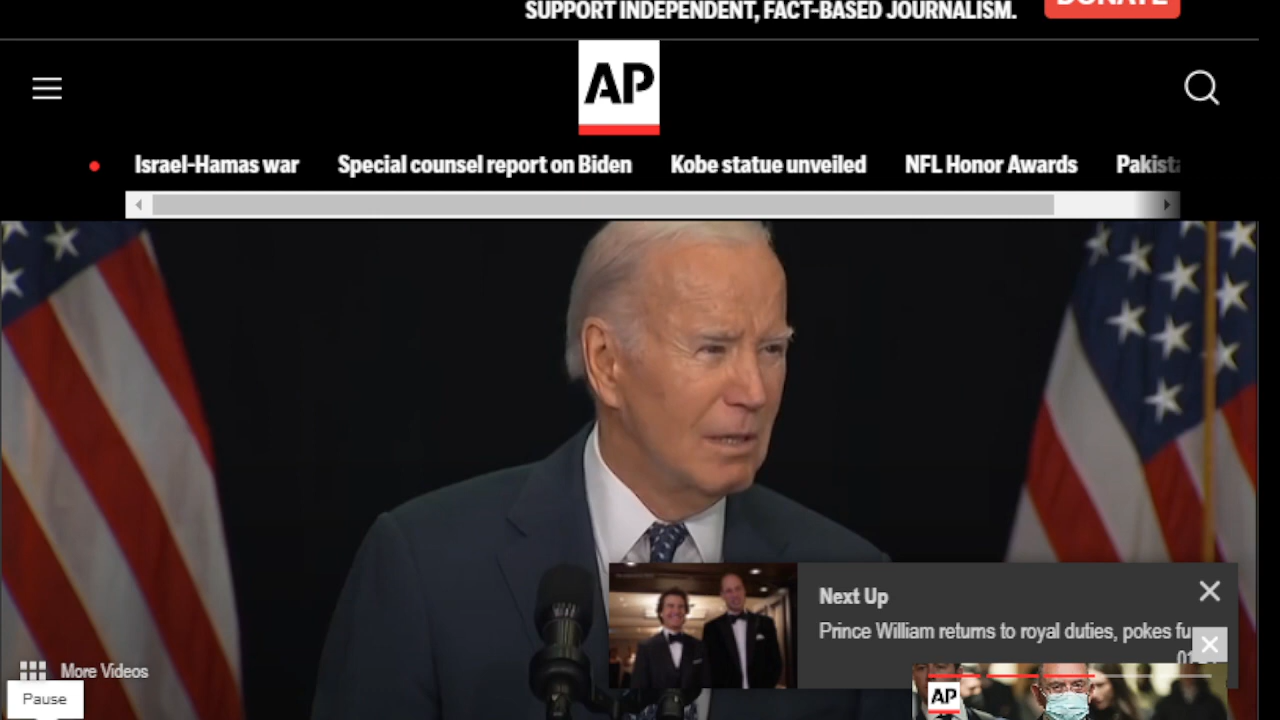 SUPPORT INDEPENDENT, FACT-BASED JOURNALISM.
DONATE
AP
Israel-Hamas war
Special counsel report on Biden
Kobe statue unveiled
NFL Honor Awards
Next Up
Prince William returns to royal duties, pokes
More Videos
Pause
AP